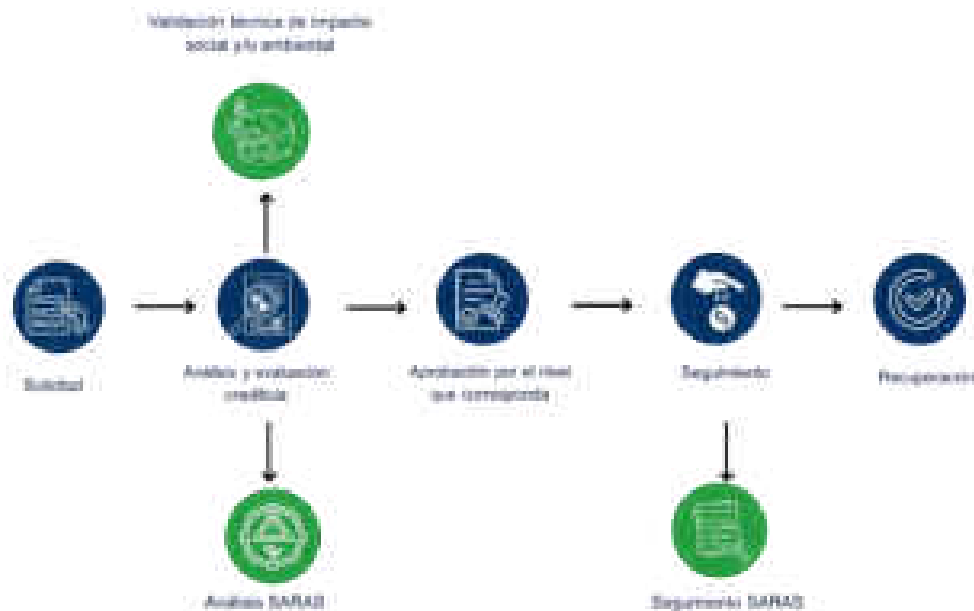 Validación técnica de impacto
social y/o ambiental
Solicitud
Análisis y evaluación
crediticia
Aprobación por el nivel
que corresponda
Seguimiento
Recuperación
Análisis SARAS
Seguimiento SARAS